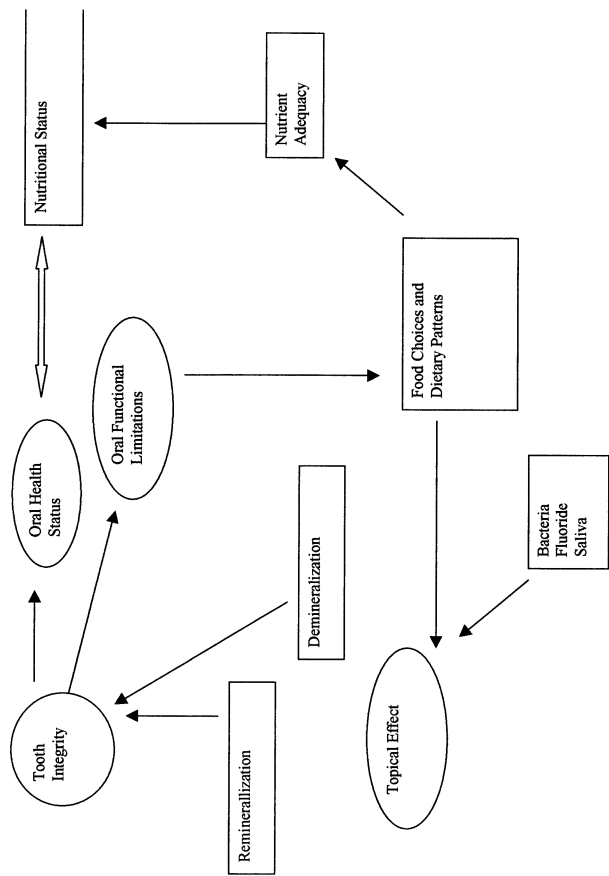 Tooth
Integrity
Oral Health
Status
Nutritional Status
Oral Functional
Limitations
Reminerallization
Demineralization
Nutrient
Adequacy
Topical Effect
Food Choices and
Dietary Patterns
Bacteria
Fluoride
Saliva